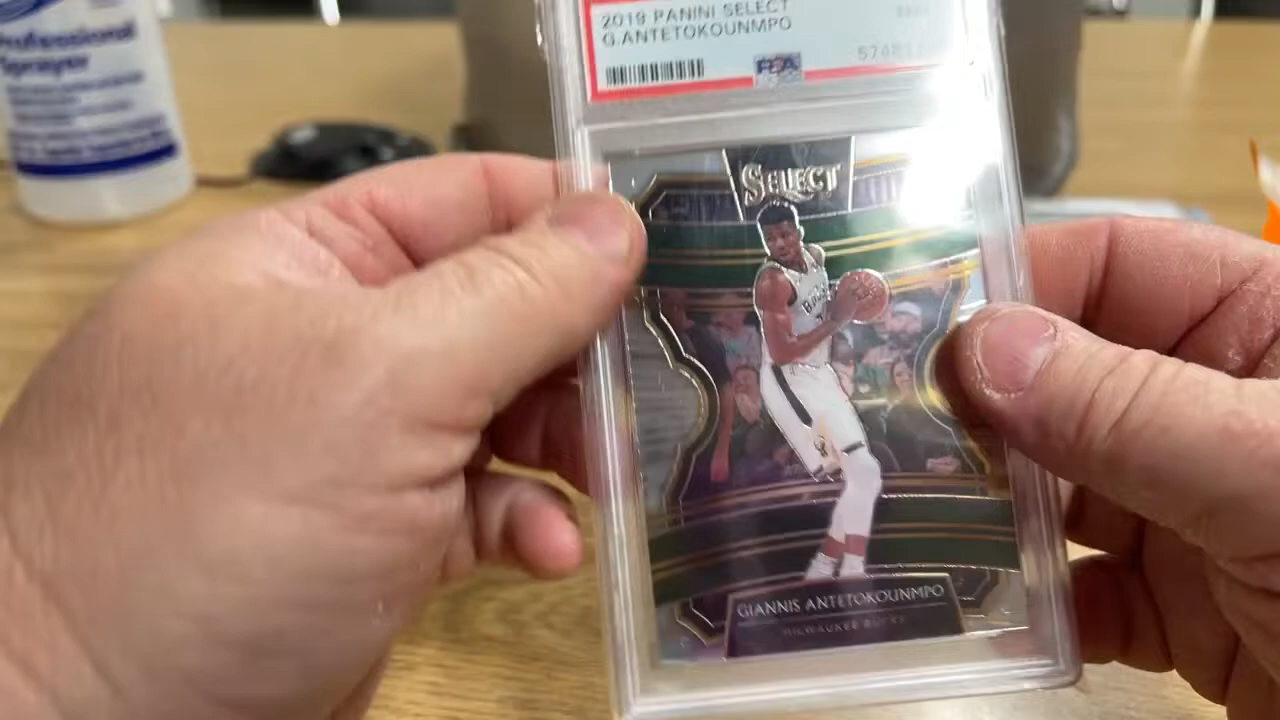 Professional
Sprayer
2019 PANINI SELECT
G.ANTETOKOUNMPO
PSA
SELECT
GIANNIS ANTETOKOUNMPO
MILWAUKEE BUCKS